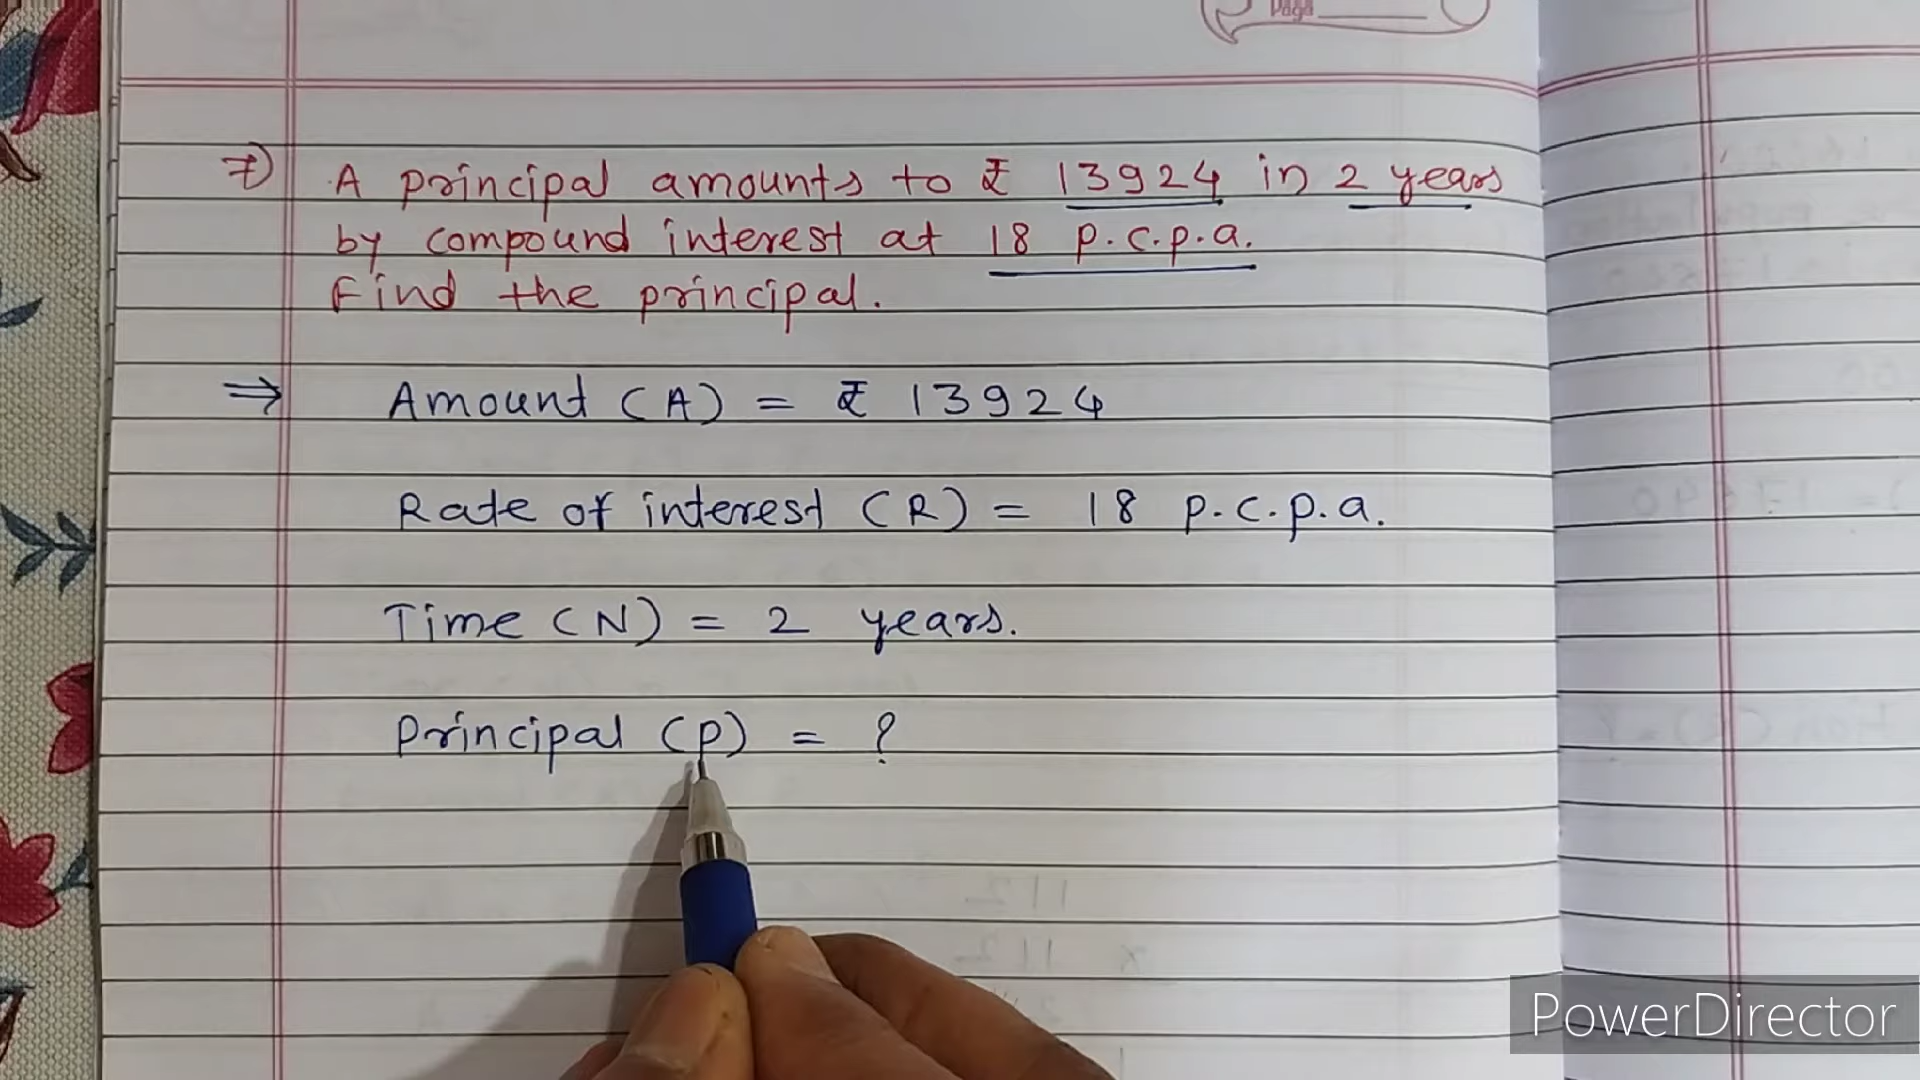 Page
7) A principal amounts to ₹ 13924 in 2 years
by compound interest at 18 p.c.p.a.
Find the principal.
⇒ Amount (A) = ₹ 13924
Rate of interest (R) = 18 p.c.p.a.
Time (N) = 2 years.
Principal (P) = ?
PowerDirector